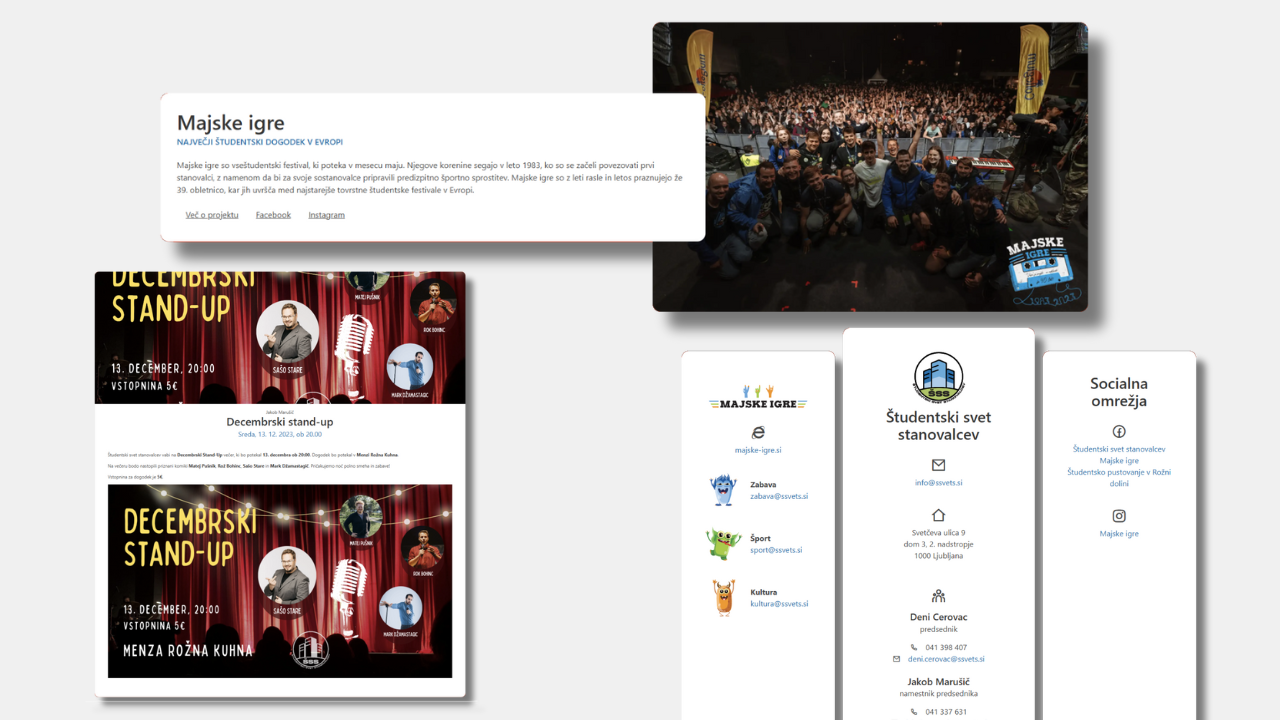 Majske igre
NAJVEČJI ŠTUDENTSKI DOGODEK V EVROPI
Majske igre so vseštudentski festival, ki poteka v mesecu maju. Njegove korenine segajo v leto 1983, ko so se začeli povezovati prvi
stanovalci, z namenom da bi za svoje sostanovalce pripravili predizpitno športno sprostitev. Majske igre so z leti rasle in letos praznujejo že
39. obletnico, kar jih uvršča med najstarejše tovrstne študentske festivale v Evropi.
Več o projektu Facebook Instagram
MAJSKE
IGRE
DECEMBRSKI
STAND-UP
MATEJ PUŠNIK
ROK BOHINC
SAŠO STARE
MARK DŽAMASTAGIĆ
13. DECEMBER, 20:00
VSTOPNINA 5€
Jakob Marušič
Decembrski stand-up
Sreda, 13. 12. 2023, ob 20.00
Študentski svet stanovalcev vabi na Decembrski Stand-Up večer, ki bo potekal 13. decembra ob 20:00. Dogodek bo potekal v Menzi Rožna Kuhna.
Na večeru bodo nastopili priznani komiki Matej Pušnik, Rok Bohinc, Sašo Stare in Mark Džamastagić. Pričakujemo noč polno smeha in zabave!
Vstopnina za dogodek je 5€
DECEMBRSKI
STAND-UP
MATEJ PUŠNIK
ROK BOHINC
SAŠO STARE
MARK DŽAMASTAGIĆ
13. DECEMBER, 20:00
VSTOPNINA 5€
MENZA ROŽNA KUHNA
ŠSS
MAJSKE IGRE
majske-igre.si
Zabava
zabava@ssvets.si
Šport
sport@ssvets.si
Kultura
kultura@ssvets.si
ŠSS
Študentski svet
stanovalcev
info@ssvets.si
Svetčeva ulica 9
dom 3, 2. nadstropje
1000 Ljubljana
Deni Cerovac
predsednik
041 398 407
deni.cerovac@ssvets.si
Jakob Marušič
namestnik predsednika
041 337 631
Socialna
omrežja
Študentski svet stanovalcev
Majske igre
Študentsko pustovanje v Rožni
dolini
Majske igre